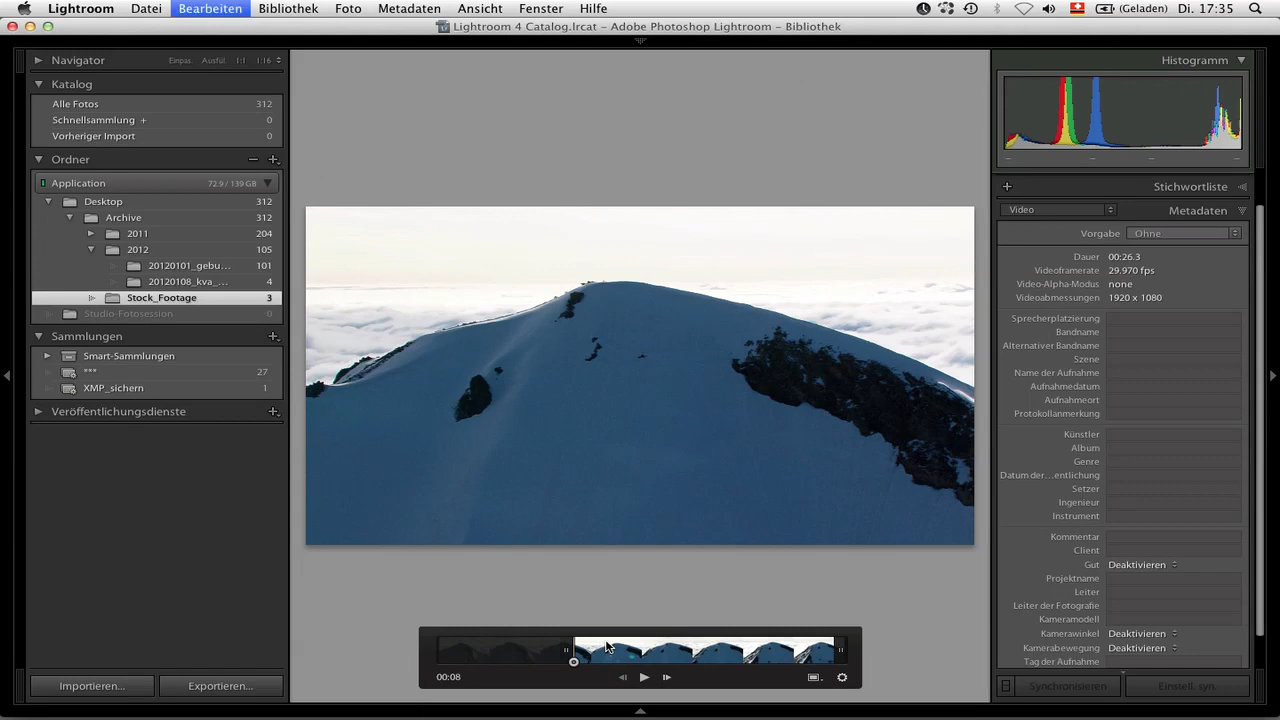 Lightroom Datei Bearbeiten Bibliothek Foto Metadaten Ansicht Fenster Hilfe (Geladen) Di. 17:35
Lightroom 4 Catalog.lrcat – Adobe Photoshop Lightroom – Bibliothek
Navigator Einpas. Ausfül. 1:1 1:16
Katalog
Alle Fotos 312
Schnellsammlung + 0
Vorheriger Import 0
Ordner
Application 72.9 / 139 GB
Desktop 312
Archive 312
2011 204
2012 105
20120101_gebu... 101
20120108_kva_... 4
Stock_Footage 3
Studio-Fotosession 0
Sammlungen
Smart-Sammlungen
*** 27
XMP_sichern 1
Veröffentlichungsdienste
Importieren... Exportieren...
00:08
Histogramm
Stichwortliste
Video Metadaten
Vorgabe Ohne
Dauer 00:26.3
Videoframerate 29.970 fps
Video-Alpha-Modus none
Videoabmessungen 1920 x 1080
Sprecherplatzierung
Bandname
Alternativer Bandname
Szene
Name der Aufnahme
Aufnahmedatum
Aufnahmeort
Protokollanmerkung
Künstler
Album
Genre
Datum der...entlichung
Setzer
Ingenieur
Instrument
Kommentar
Client
Gut Deaktivieren
Projektname
Leiter
Leiter der Fotografie
Kameramodell
Kamerawinkel Deaktivieren
Kamerabewegung Deaktivieren
Tag der Aufnahme
Synchronisieren Einstell. syn.